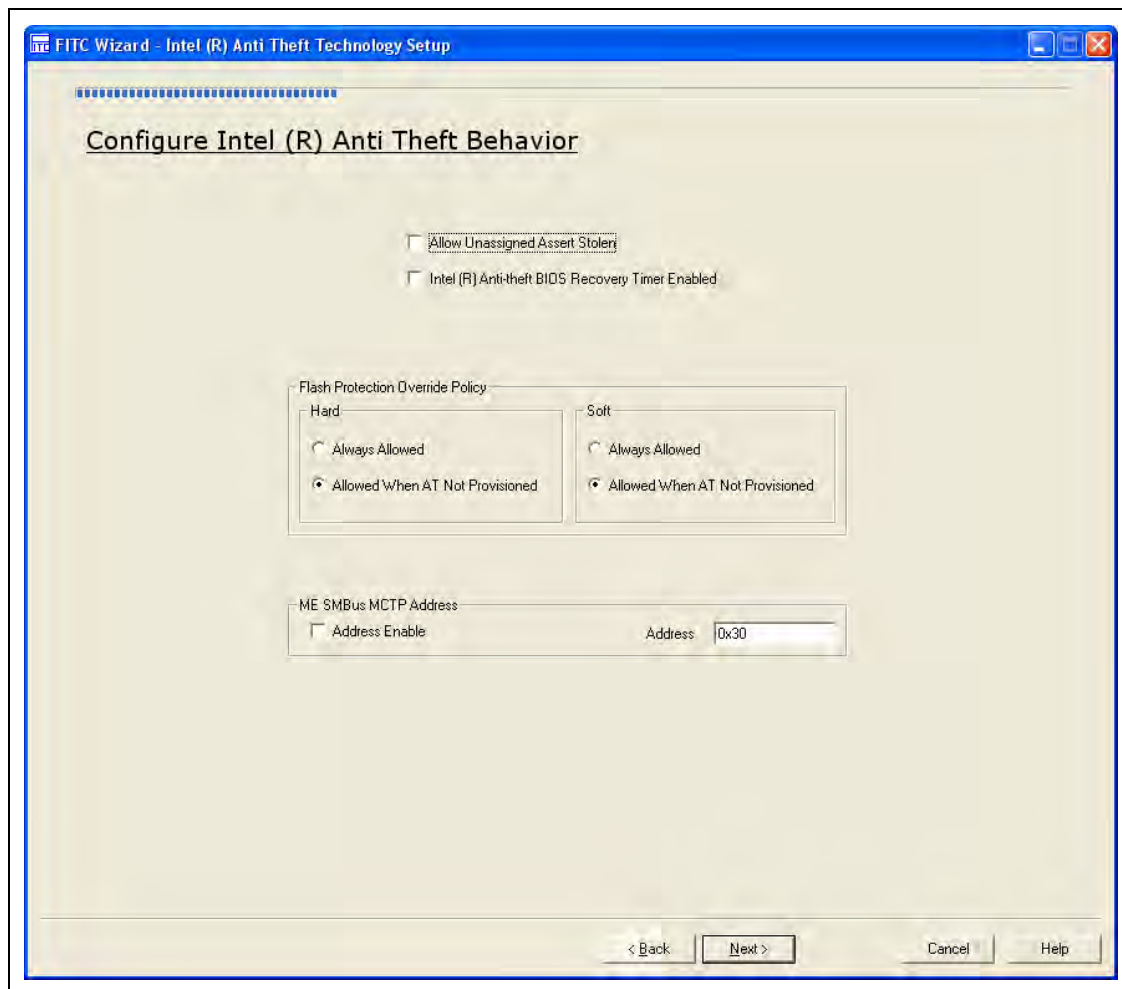 FITC Wizard - Intel (R) Anti Theft Technology Setup
Configure Intel (R) Anti Theft Behavior
Allow Unassigned Assert Stolen
Intel (R) Anti-theft BIOS Recovery Timer Enabled
Flash Protection Override Policy
Hard
Always Allowed
Allowed When AT Not Provisioned
Soft
Always Allowed
Allowed When AT Not Provisioned
ME SMBus MCTP Address
Address Enable
Address 0x30
< Back Next > Cancel Help